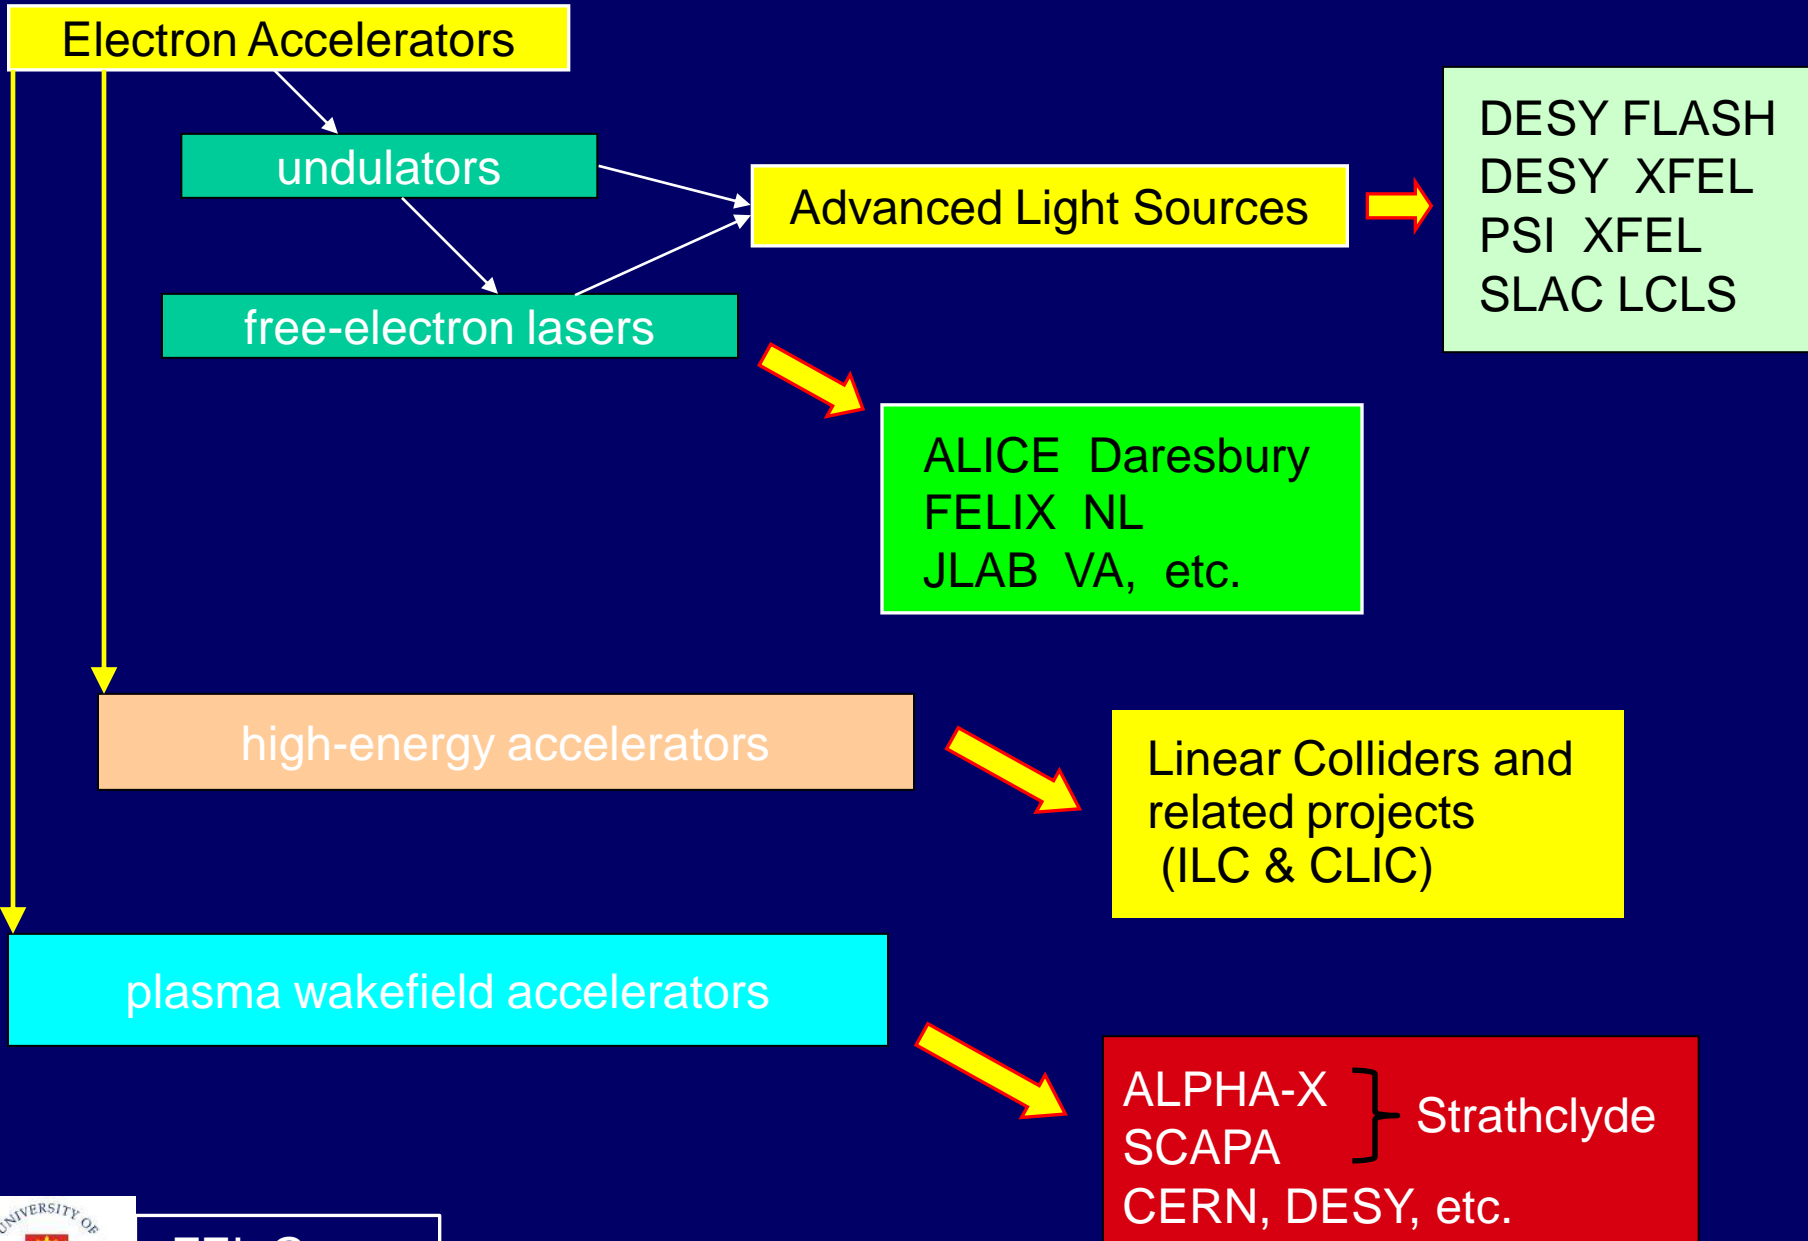 Electron Accelerators
undulators
Advanced Light Sources
DESY FLASH
DESY XFEL
PSI XFEL
SLAC LCLS
free-electron lasers
ALICE Daresbury
FELIX NL
JLAB VA, etc.
high-energy accelerators
Linear Colliders and
related projects
(ILC & CLIC)
plasma wakefield accelerators
ALPHA-X
SCAPA
Strathclyde
CERN, DESY, etc.
UNIVERSITY OF